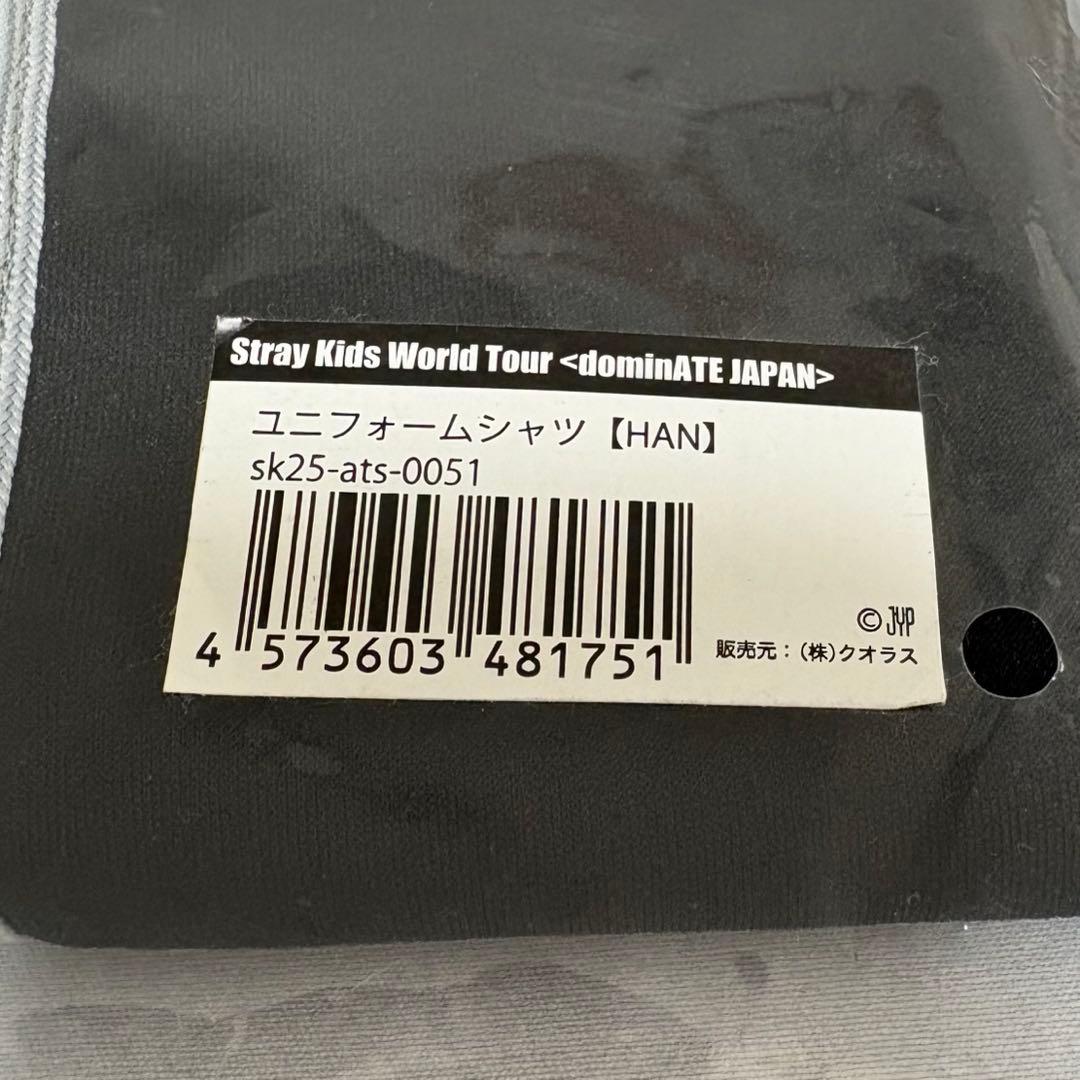 Stray Kids World Tour <dominATE JAPAN>
ユニフォームシャツ【HAN】
sk25-ats-0051
4 573603 481751
© JYP
販売元：（株）クオラス